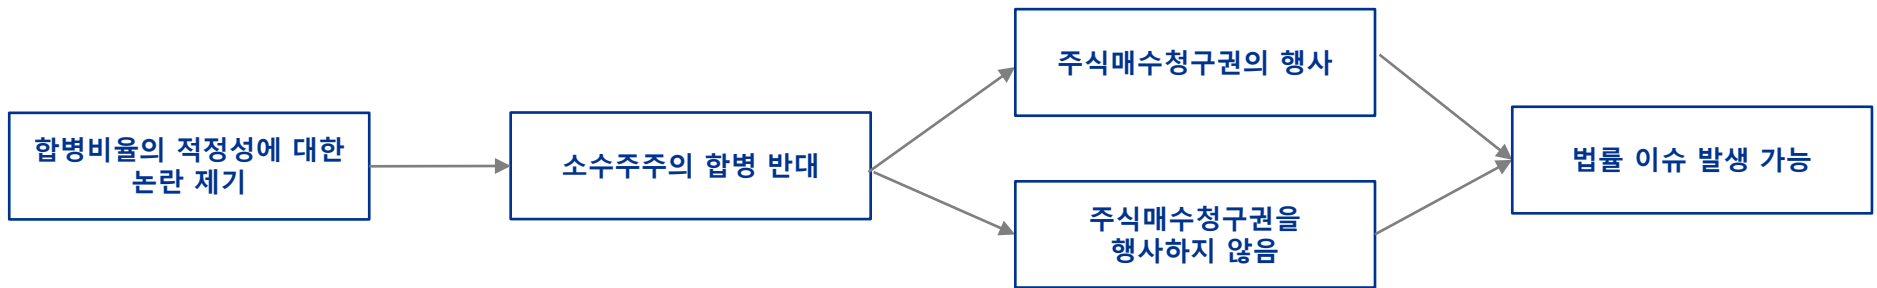 합병비율의 적정성에 대한
논란 제기
소수주주의 합병 반대
주식매수청구권의 행사
주식매수청구권을
행사하지 않음
법률 이슈 발생 가능